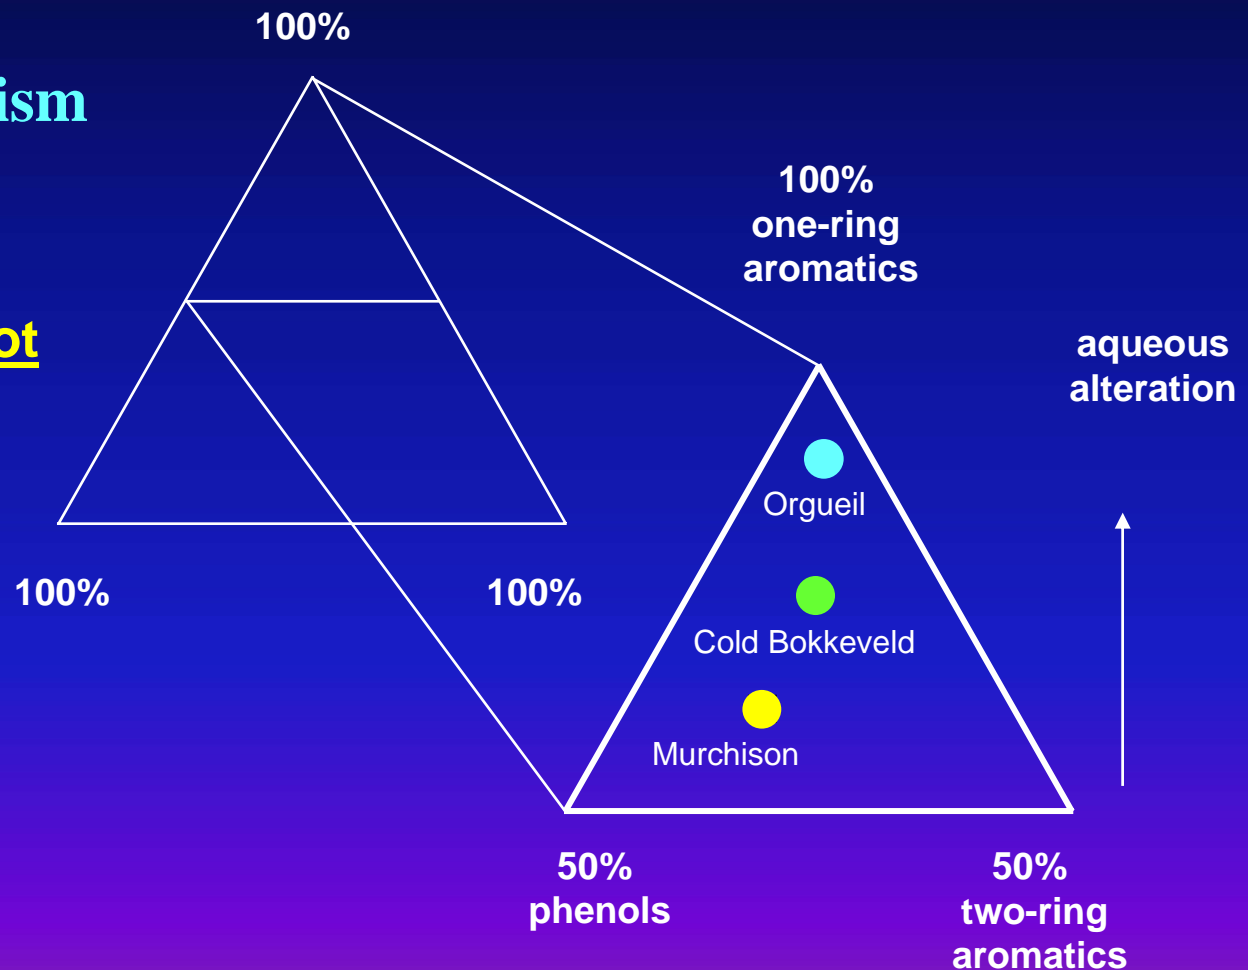 100%
ism
ot
100%
one-ring
aromatics
aqueous
alteration
Orgueil
100%
100%
Cold Bokkeveld
Murchison
50%
phenols
50%
two-ring
aromatics